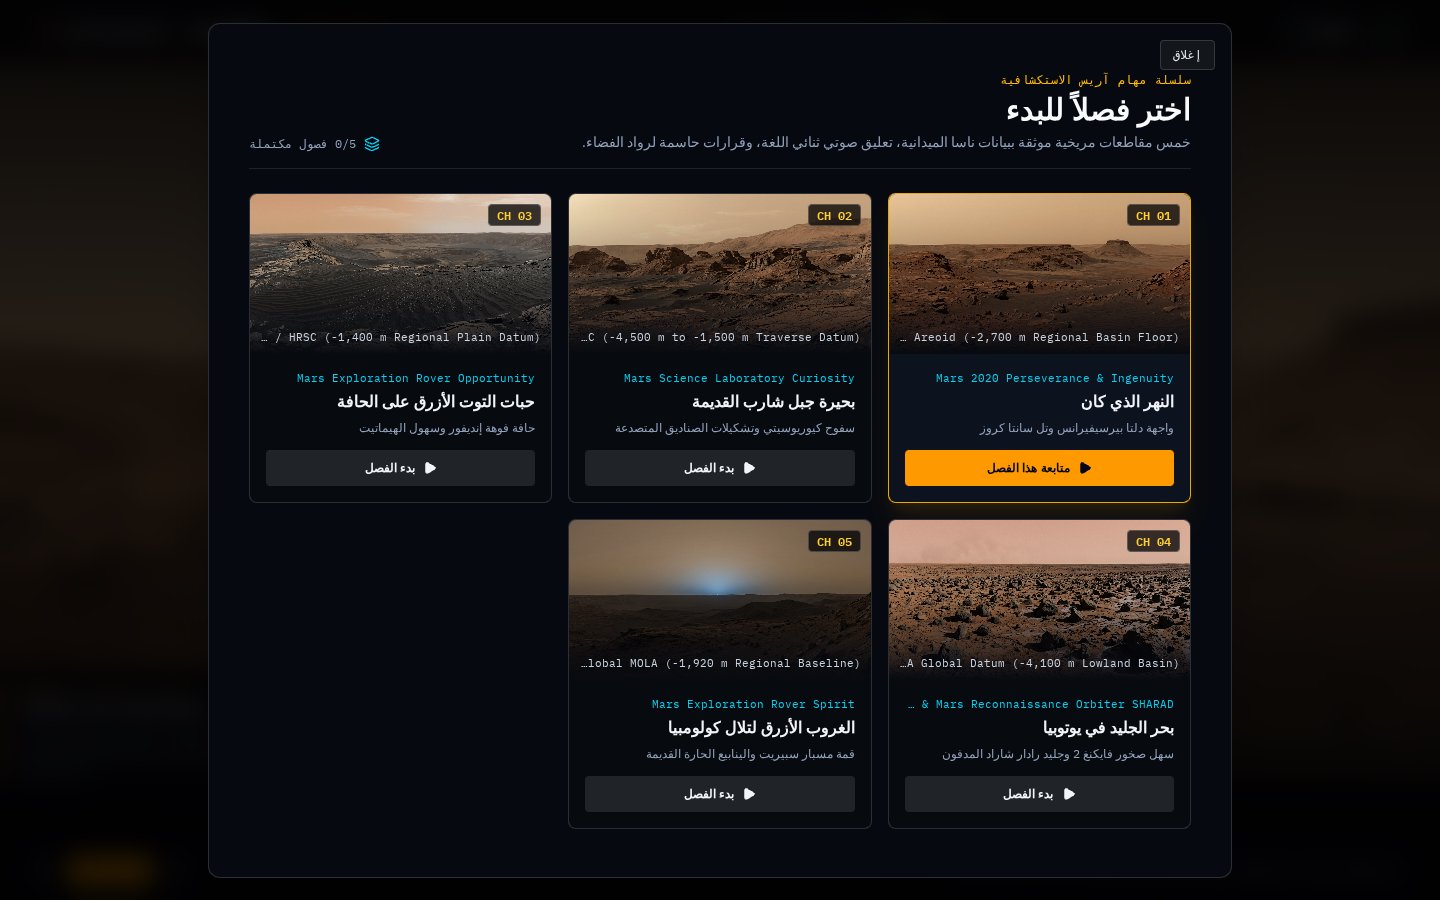 إغلاق
سلسلة مهام آريس الاستكشافية
اختر فصلاً للبدء
خمس مقاطعات مريخية موثقة ببيانات ناسا الميدانية، تعليق صوتي ثنائي اللغة، وقرارات حاسمة لرواد الفضاء.
0/5 فصول مكتملة
CH 01
… Areoid (-2,700 m Regional Basin Floor)
Mars 2020 Perseverance & Ingenuity
النهر الذي كان
واجهة دلتا بيرسيفيرانس وتل سانتا كروز
متابعة هذا الفصل
CH 02
…C (-4,500 m to -1,500 m Traverse Datum)
Mars Science Laboratory Curiosity
بحيرة جبل شارب القديمة
سفوح كيوريوسيتي وتشكيلات الصناديق المتصدعة
بدء الفصل
CH 03
… / HRSC (-1,400 m Regional Plain Datum)
Mars Exploration Rover Opportunity
حبات التوت الأزرق على الحافة
حافة فوهة إنديفور وسهول الهيماتيت
بدء الفصل
CH 04
…A Global Datum (-4,100 m Lowland Basin)
… & Mars Reconnaissance Orbiter SHARAD
بحر الجليد في يوتوبيا
سهل صخور فايكنغ 2 وجليد رادار شاراد المدفون
بدء الفصل
CH 05
…lobal MOLA (-1,920 m Regional Baseline)
Mars Exploration Rover Spirit
الغروب الأزرق لتلال كولومبيا
قمة مسبار سبيريت والينابيع الحارة القديمة
بدء الفصل